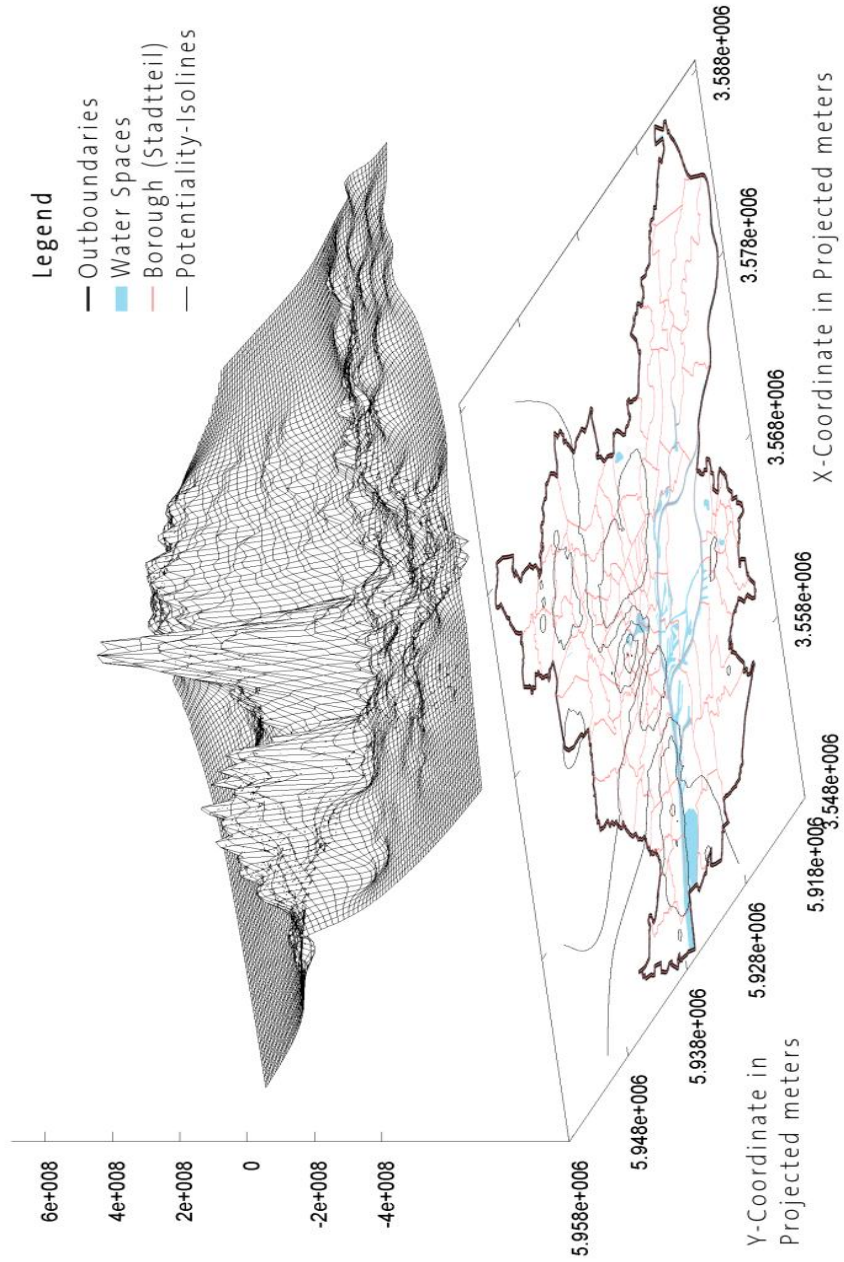 Legend
Outboundaries
Water Spaces
Borough (Stadtteil)
Potentiality-Isolines
6e+008
4e+008
2e+008
0
-2e+008
-4e+008
5.958e+006
5.948e+006
5.938e+006
5.928e+006
5.918e+006
3.548e+006
3.558e+006
3.568e+006
3.578e+006
3.588e+006
Y-Coordinate in
Projected meters
X-Coordinate in Projected meters